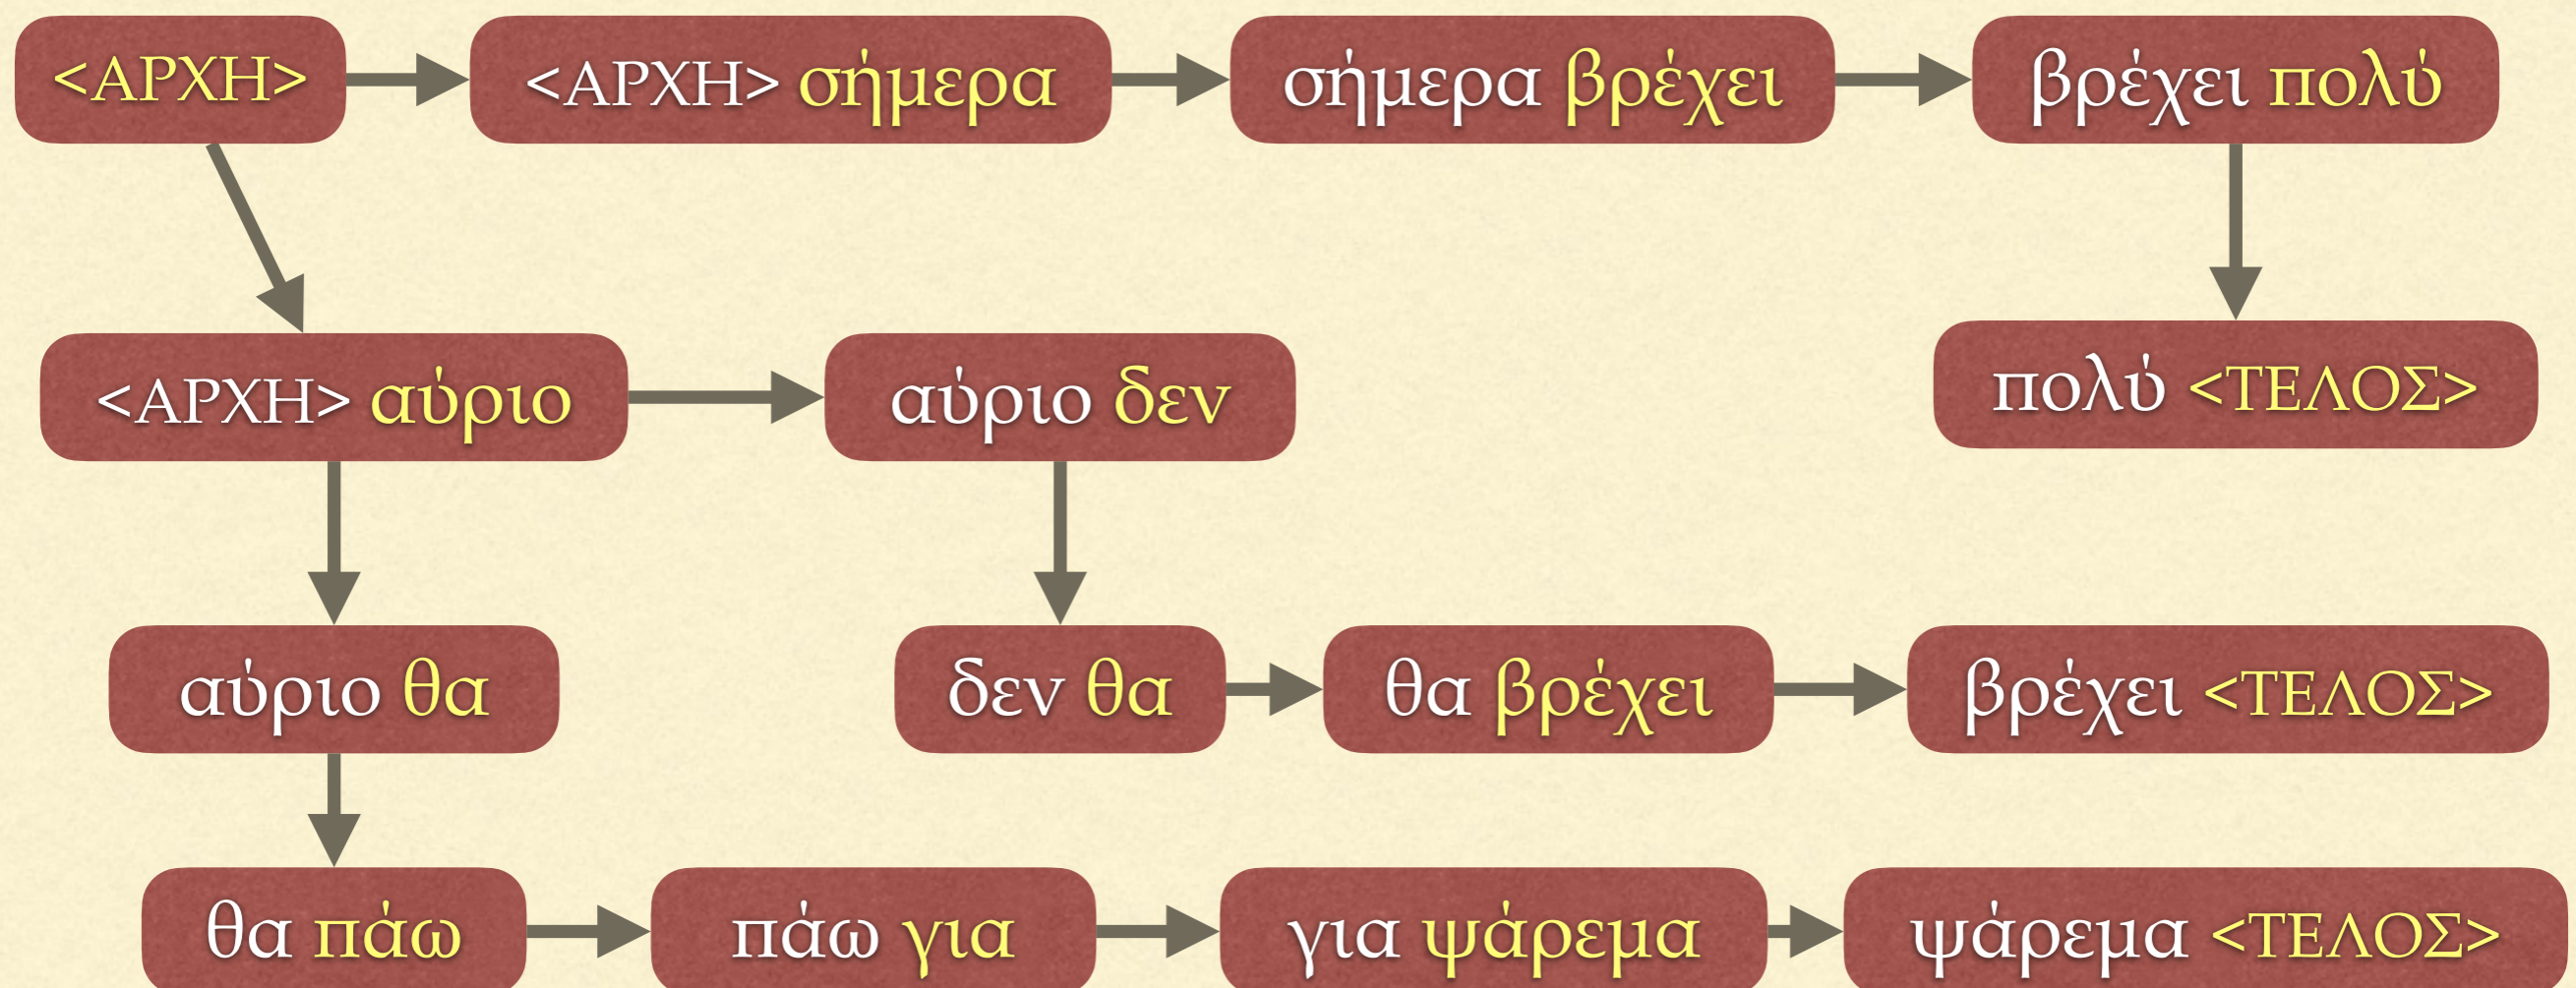 <ΑΡΧΗ> <ΑΡΧΗ> σήμερα σήμερα βρέχει βρέχει πολύ
<ΑΡΧΗ> αύριο αύριο δεν πολύ <ΤΕΛΟΣ>
αύριο θα δεν θα θα βρέχει βρέχει <ΤΕΛΟΣ>
θα πάω πάω για για ψάρεμα ψάρεμα <ΤΕΛΟΣ>